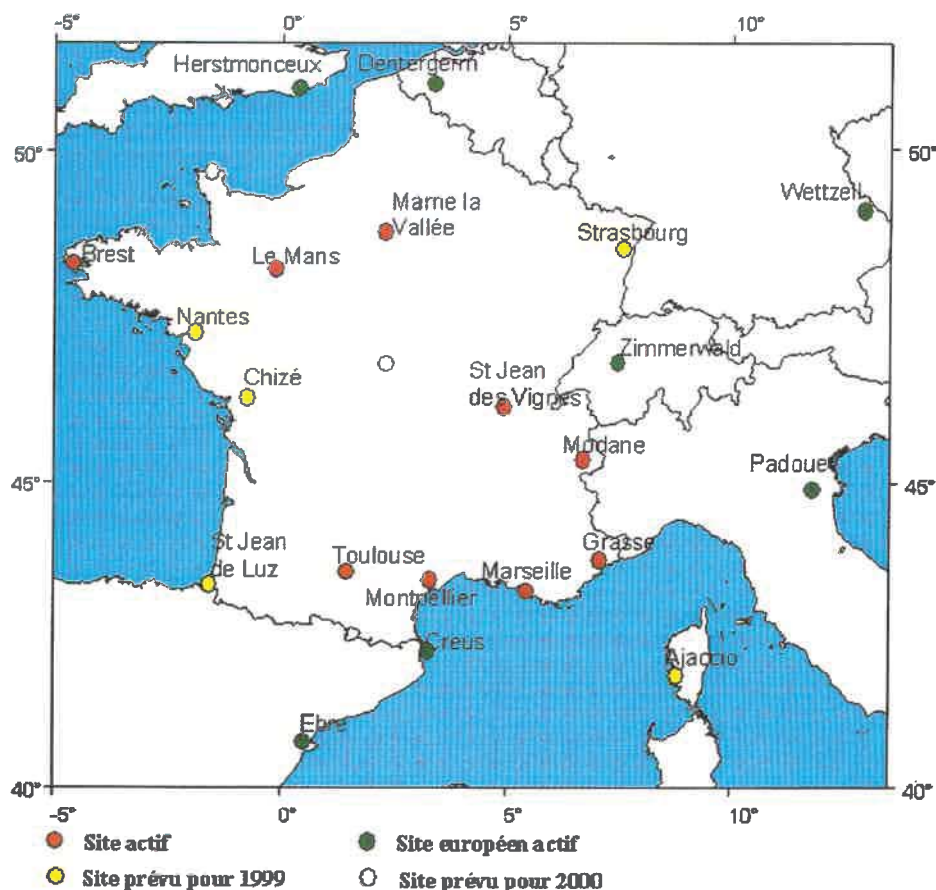 -5° 0° 5° 10°
Herstmonceux
Dentergem
50° 50°
Wettzell
Marne la
Vallée
Strasbourg
Brest
Le Mans
Nantes
Zimmerwald
Chizé
St Jean
des Vignes
Modane
Padoue
45° 45°
St Jean
de Luz
Toulouse
Grasse
Marseille
Montpellier
Creus
Ajaccio
Ebre
40° 40°
-5° 0° 5° 10°
Site actif
Site européen actif
Site prévu pour 1999
Site prévu pour 2000